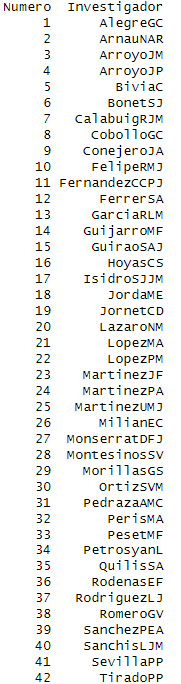 Numero Investigador
1 AlegreGC
2 ArnauNAR
3 ArroyoJM
4 ArroyoJP
5 BiviaC
6 BonetSJ
7 CalabuigRJM
8 CobolloGC
9 ConejeroJA
10 FelipeRMJ
11 FernandezCCPJ
12 FerrerSA
13 GarciaRLM
14 GuijarroMF
15 GuiraoSAJ
16 HoyasCS
17 IsidroSJJM
18 JordaME
19 JornetCD
20 LazaroNM
21 LopezMA
22 LopezPM
23 MartinezJF
24 MartinezPA
25 MartinezUMJ
26 MilianEC
27 MonserratDFJ
28 MontesinosSV
29 MorillasGS
30 OrtizSVM
31 PedrazaAMC
32 PerisMA
33 PesetMF
34 PetrosyanL
35 QuilisSA
36 RodenasEF
37 RodriguezLJ
38 RomeroGV
39 SanchezPEA
40 SanchisLJM
41 SevillaPP
42 TiradoPP